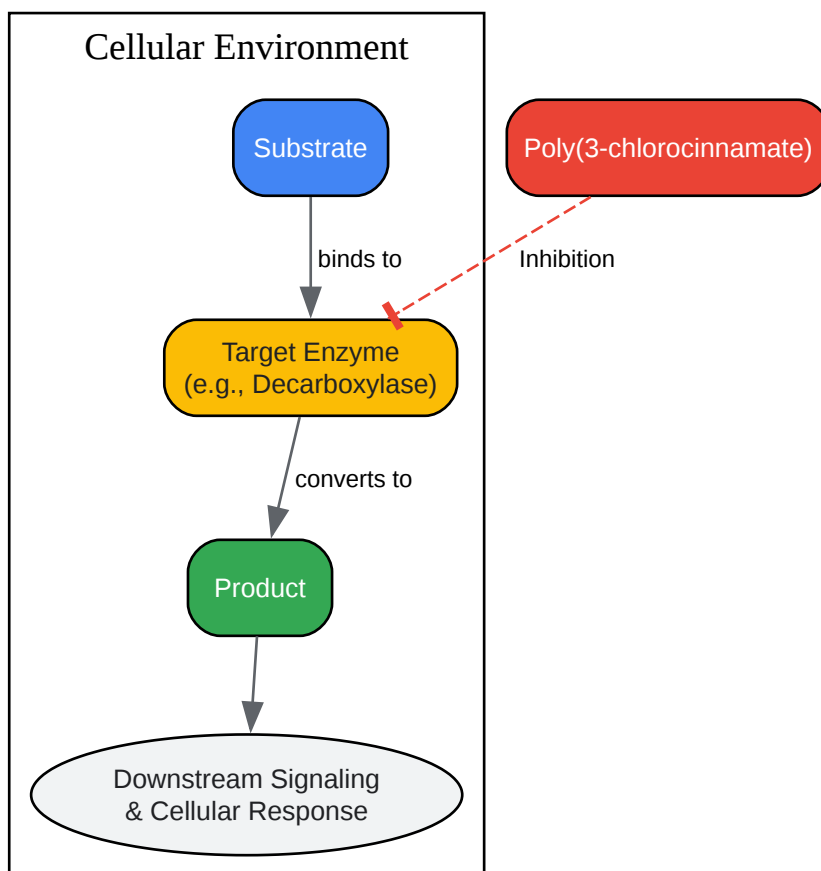 Cellular Environment
Substrate
Poly(3-chlorocinnamate)
binds to
Inhibition
Target Enzyme
(e.g., Decarboxylase)
converts to
Product
Downstream Signaling
& Cellular Response